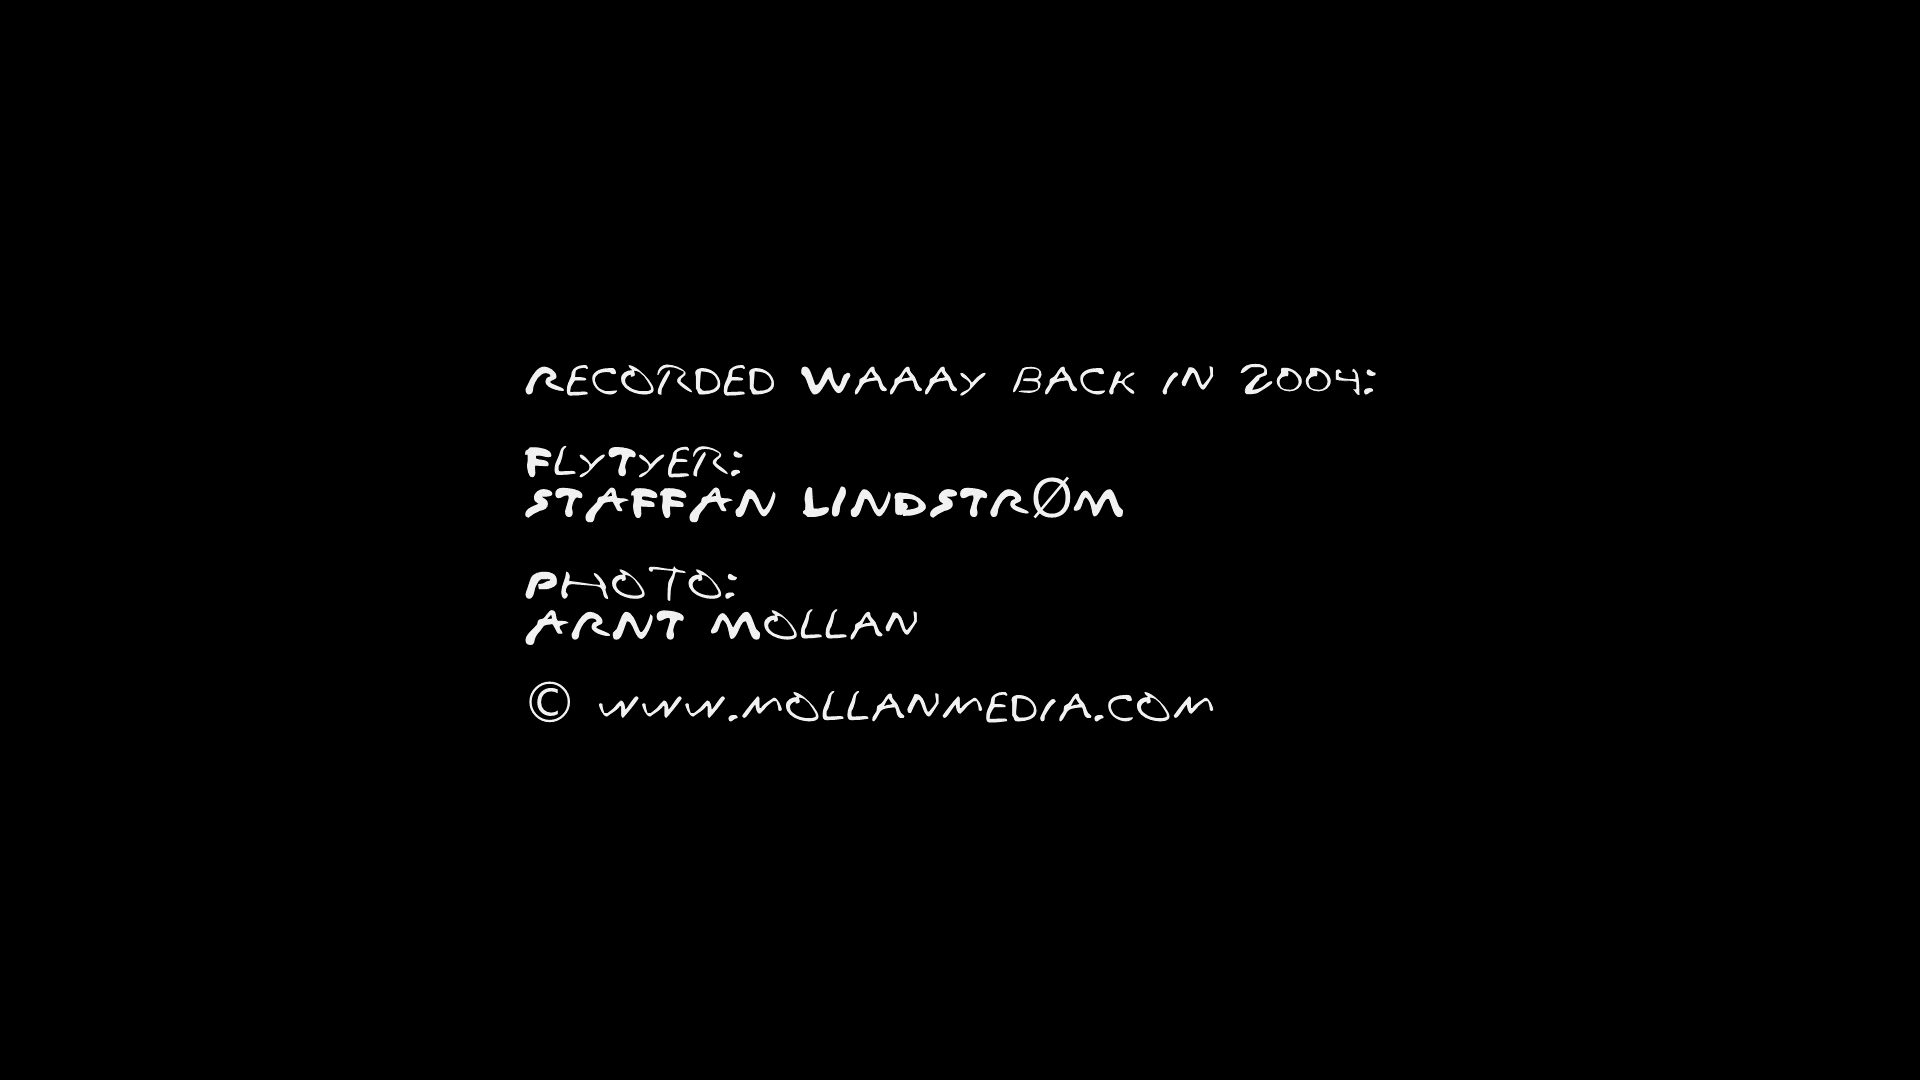 Recorded Waaay back in 2004:
FlyTyer:
STAFFAN LINDSTRØM
Photo:
ARNT Mollan
© www.mollanmedia.com